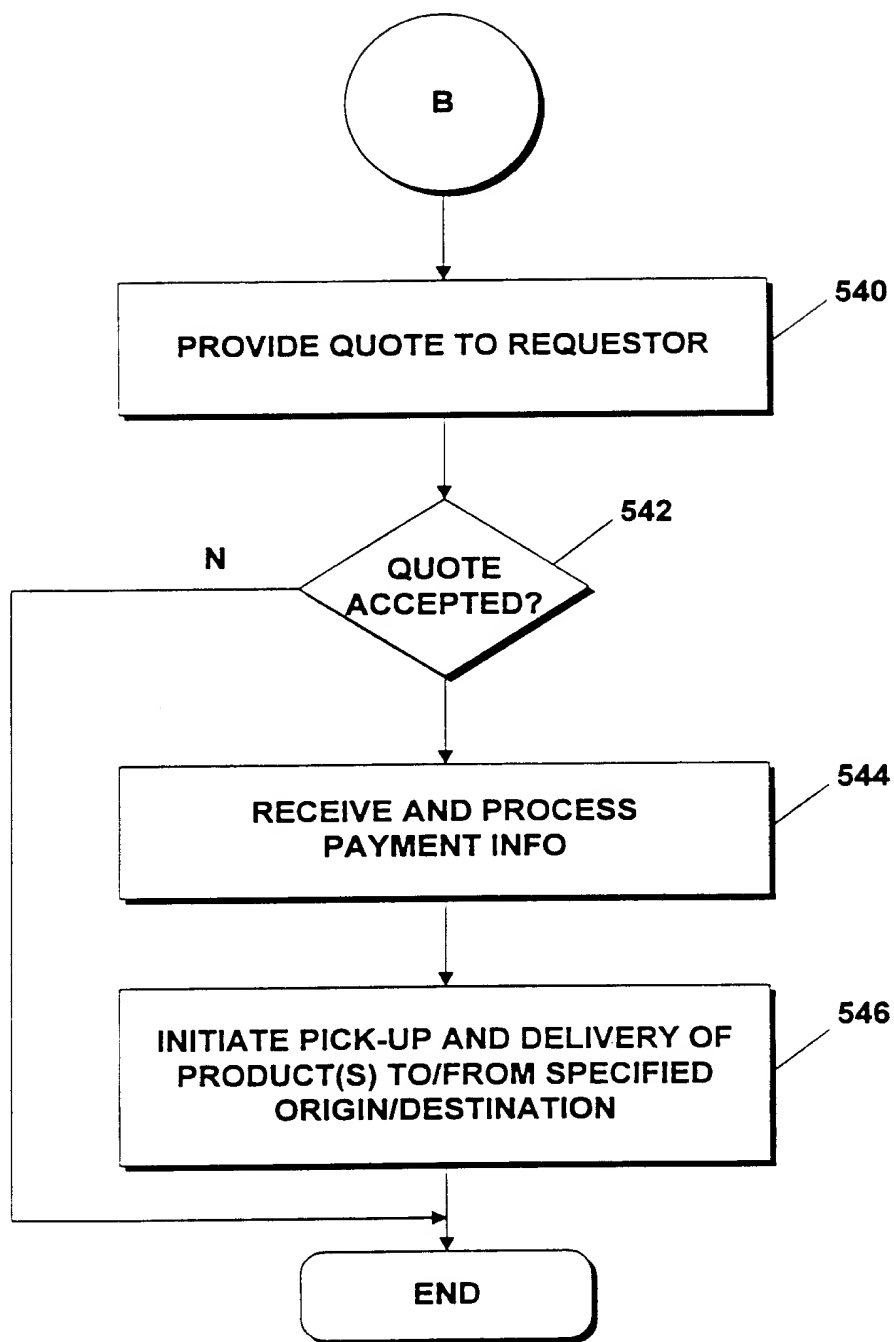 B
PROVIDE QUOTE TO REQUESTOR
540
542
N
QUOTE
ACCEPTED?
544
RECEIVE AND PROCESS
PAYMENT INFO
546
INITIATE PICK-UP AND DELIVERY OF
PRODUCT(S) TO/FROM SPECIFIED
ORIGIN/DESTINATION
END